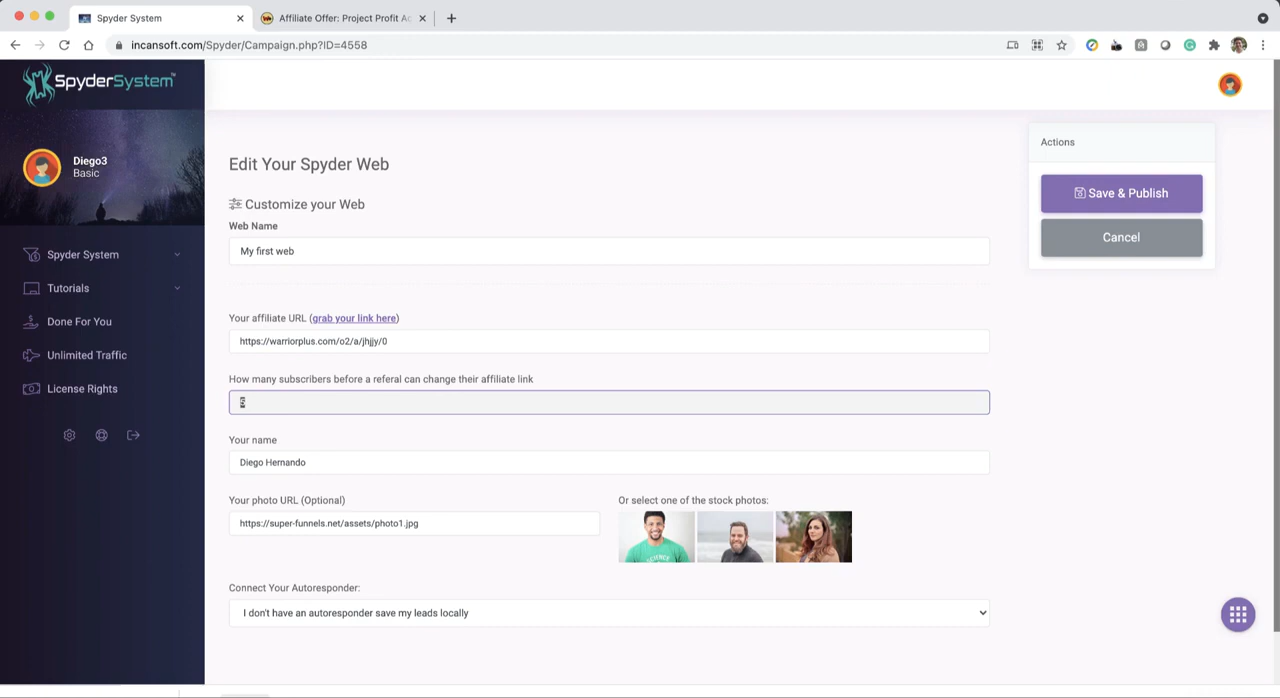 Spyder System
Affiliate Offer: Project Profit Ac
incansoft.com/Spyder/Campaign.php?ID=4558
SpyderSystem
Diego3
Basic
Spyder System
Tutorials
Done For You
Unlimited Traffic
License Rights
Edit Your Spyder Web
Customize your Web
Web Name
My first web
Your affiliate URL (grab your link here)
https://warriorplus.com/o2/a/jhjjy/0
How many subscribers before a referal can change their affiliate link
Your name
Diego Hernando
Your photo URL (Optional)
https://super-funnels.net/assets/photo1.jpg
Or select one of the stock photos:
SCIENCE
Connect Your Autoresponder:
I don't have an autoresponder save my leads locally
Actions
Save & Publish
Cancel